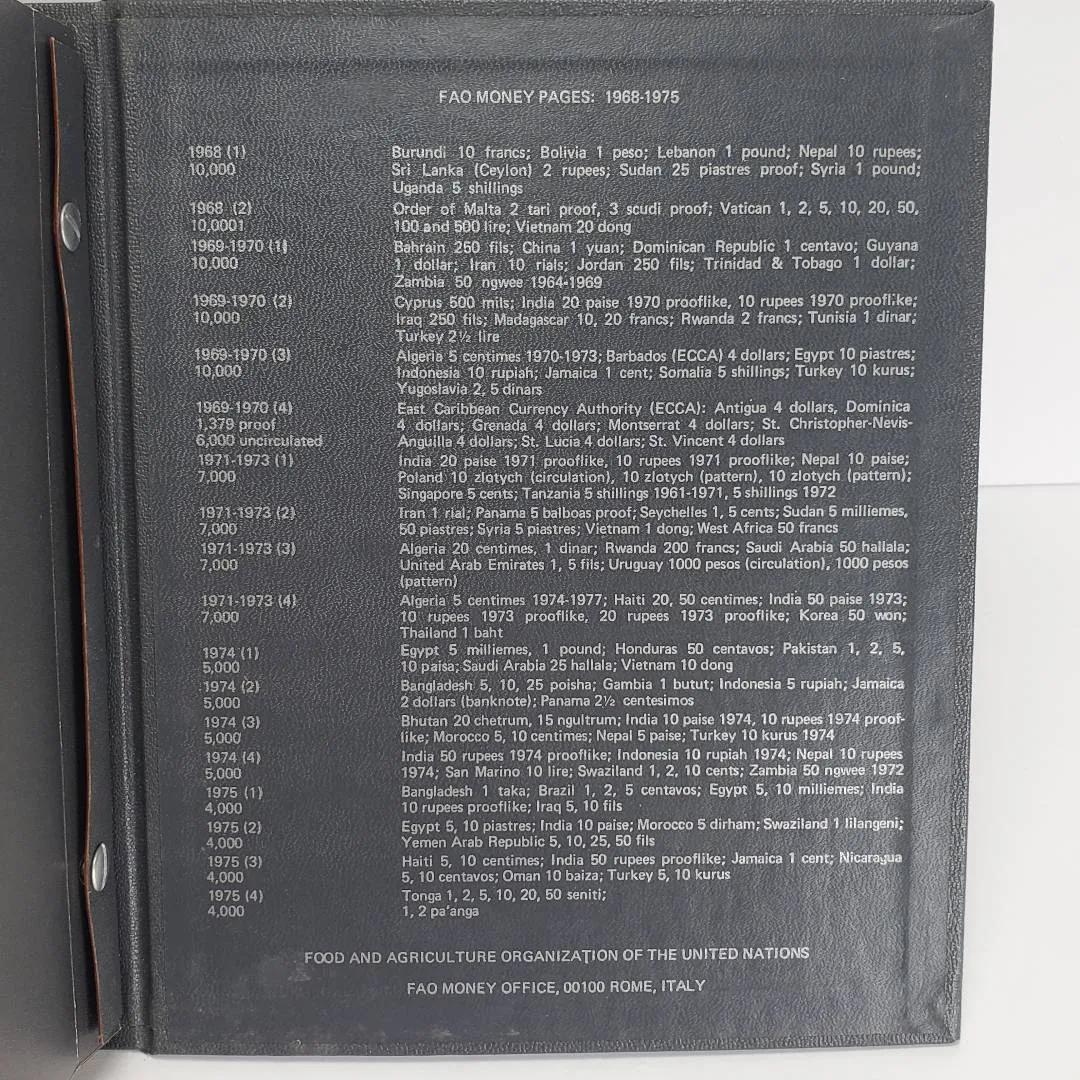 FAO MONEY PAGES: 1968-1975
1968 (1) Burundi 10 francs; Bolivia 1 peso; Lebanon 1 pound; Nepal 10 rupees;
10,000 Sri Lanka (Ceylon) 2 rupees; Sudan 25 piastres proof; Syria 1 pound;
Uganda 5 shillings
1968 (2) Order of Malta 2 tari proof, 3 scudi proof; Vatican 1, 2, 5, 10, 20, 50,
10,0001 100 and 500 lire; Vietnam 20 dong
1969-1970 (1) Bahrain 250 fils; China 1 yuan; Dominican Republic 1 centavo; Guyana
10,000 1 dollar; Iran 10 rials; Jordan 250 fils; Trinidad & Tobago 1 dollar;
Zambia 50 ngwee 1964-1969
1969-1970 (2) Cyprus 500 mils; India 20 paise 1970 prooflike, 10 rupees 1970 prooflike;
10,000 Iraq 250 fils; Madagascar 10, 20 francs; Rwanda 2 francs; Tunisia 1 dinar;
Turkey 2½ lire
1969-1970 (3) Algeria 5 centimes 1970-1973; Barbados (ECCA) 4 dollars; Egypt 10 piastres;
10,000 Indonesia 10 rupiah; Jamaica 1 cent; Somalia 5 shillings; Turkey 10 kurus;
Yugoslavia 2, 5 dinars
1969-1970 (4) East Caribbean Currency Authority (ECCA): Antigua 4 dollars, Dominica
1,379 proof 4 dollars; Grenada 4 dollars; Montserrat 4 dollars; St. Christopher-Nevis-
6,000 uncirculated Anguilla 4 dollars; St. Lucia 4 dollars; St. Vincent 4 dollars
1971-1973 (1) India 20 paise 1971 prooflike, 10 rupees 1971 prooflike; Nepal 10 paise;
7,000 Poland 10 zlotych (circulation), 10 zlotych (pattern), 10 zlotych (pattern);
Singapore 5 cents; Tanzania 5 shillings 1961-1971, 5 shillings 1972
1971-1973 (2) Iran 1 rial; Panama 5 balboas proof; Seychelles 1, 5 cents; Sudan 5 milliemes,
7,000 50 piastres; Syria 5 piastres; Vietnam 1 dong; West Africa 50 francs
1971-1973 (3) Algeria 20 centimes, 1 dinar; Rwanda 200 francs; Saudi Arabia 50 hallala;
7,000 United Arab Emirates 1, 5 fils; Uruguay 1000 pesos (circulation), 1000 pesos
(pattern)
1971-1973 (4) Algeria 5 centimes 1974-1977; Haiti 20, 50 centimes; India 50 paise 1973;
7,000 10 rupees 1973 prooflike, 20 rupees 1973 prooflike; Korea 50 won;
Thailand 1 baht
1974 (1) Egypt 5 milliemes, 1 pound; Honduras 50 centavos; Pakistan 1, 2, 5,
5,000 10 paisa; Saudi Arabia 25 hallala; Vietnam 10 dong
1974 (2) Bangladesh 5, 10, 25 poisha; Gambia 1 butut; Indonesia 5 rupiah; Jamaica
5,000 2 dollars (banknote); Panama 2½ centesimos
1974 (3) Bhutan 20 chetrum, 15 ngultrum; India 10 paise 1974, 10 rupees 1974 proof-
5,000 like; Morocco 5, 10 centimes; Nepal 5 paise; Turkey 10 kurus 1974
1974 (4) India 50 rupees 1974 prooflike; Indonesia 10 rupiah 1974; Nepal 10 rupees
5,000 1974; San Marino 10 lire; Swaziland 1, 2, 10 cents; Zambia 50 ngwee 1972
1975 (1) Bangladesh 1 taka; Brazil 1, 2, 5 centavos; Egypt 5, 10 milliemes; India
4,000 10 rupees prooflike; Iraq 5, 10 fils
1975 (2) Egypt 5, 10 piastres; India 10 paise; Morocco 5 dirham; Swaziland 1 lilangeni;
4,000 Yemen Arab Republic 5, 10, 25, 50 fils
1975 (3) Haiti 5, 10 centimes; India 50 rupees prooflike; Jamaica 1 cent; Nicaragua
4,000 5, 10 centavos; Oman 10 baiza; Turkey 5, 10 kurus
1975 (4) Tonga 1, 2, 5, 10, 20, 50 seniti;
4,000 1, 2 pa'anga
FOOD AND AGRICULTURE ORGANIZATION OF THE UNITED NATIONS
FAO MONEY OFFICE, 00100 ROME, ITALY